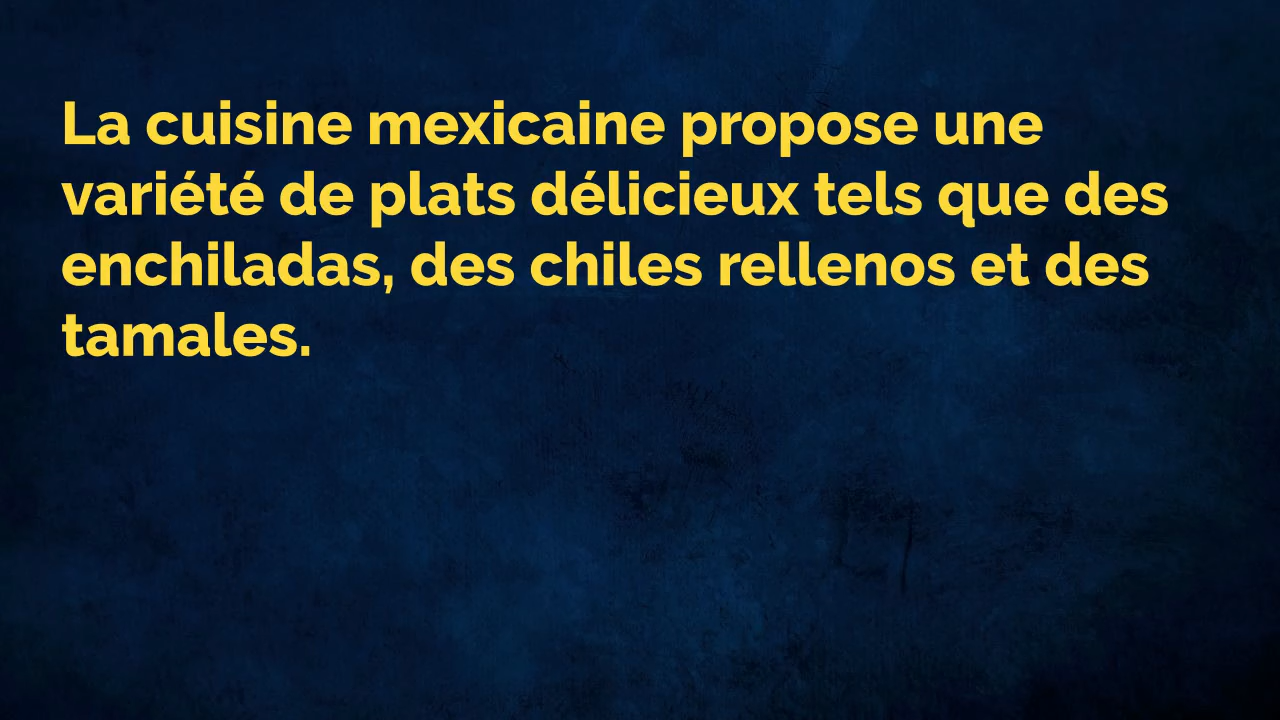 La cuisine mexicaine propose une
variété de plats délicieux tels que des
enchiladas, des chiles rellenos et des
tamales.